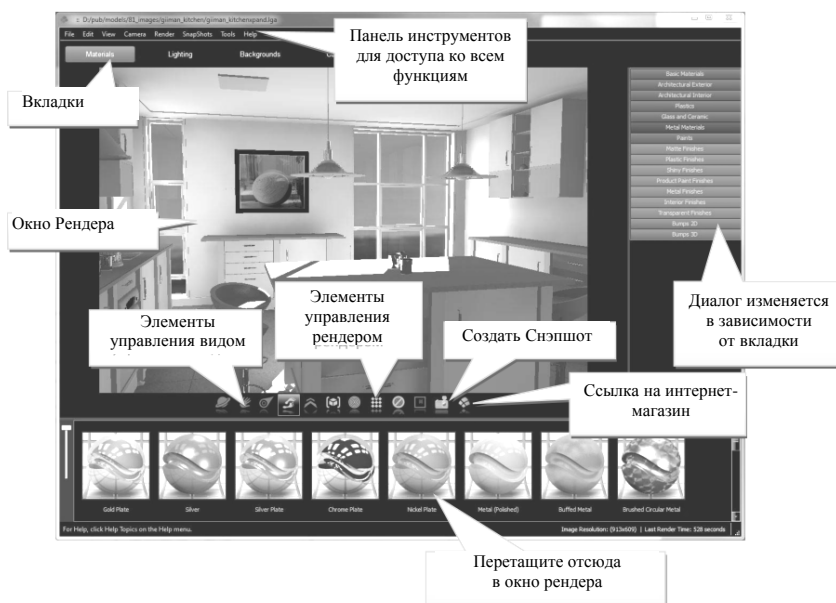 D:/pub/models/81_images/giiman_kitchen/giiman_kitchenxpand.lga
File Edit View Camera Render SnapShots Tools Help
Materials Lighting Backgrounds
Панель инструментов
для доступа ко всем
функциям
Вкладки
Basic Materials
Architectural Exterior
Architectural Interior
Plastics
Glass and Ceramic
Metal Materials
Paints
Matte Finishes
Plastic Finishes
Shiny Finishes
Product Paint Finishes
Metal Finishes
Interior Finishes
Transparent Finishes
Bumps 3D
Bumps 3D
Окно Рендера
Диалог изменяется
в зависимости
от вкладки
Элементы
управления видом
Элементы
управления
рендером
Создать Снэпшот
Ссылка на интернет-
магазин
Gold Plate Silver Silver Plate Chrome Plate Nickel Plate Metal (Polished) Buffed Metal Brushed Circular Metal
For Help, click Help Topics on the Help menu. Image Resolution: (913x609) | Last Render Time: 528 seconds
Перетащите отсюда
в окно рендера